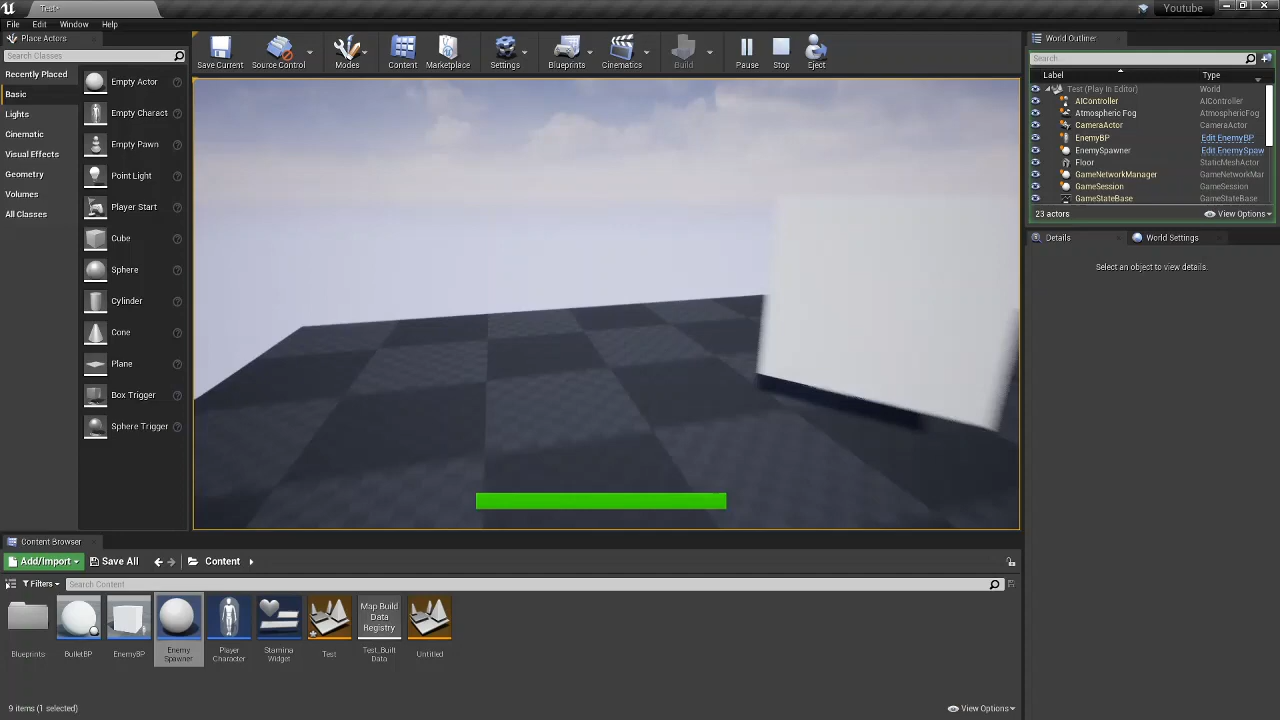 Test*
Youtube
File Edit Window Help
Place Actors
Search Classes
Recently Placed
Basic
Lights
Cinematic
Visual Effects
Geometry
Volumes
All Classes
Empty Actor
Empty Charact
Empty Pawn
Point Light
Player Start
Cube
Sphere
Cylinder
Cone
Plane
Box Trigger
Sphere Trigger
Save Current
Source Control
Modes
Content
Marketplace
Settings
Blueprints
Cinematics
Build
Pause
Stop
Eject
World Outliner
Search...
Label Type
Test (Play In Editor) World
AIController AIController
Atmospheric Fog AtmosphericFog
CameraActor CameraActor
EnemyBP Edit EnemyBP
EnemySpawner Edit EnemySpaw
Floor StaticMeshActor
GameNetworkManager GameNetworkMar
GameSession GameSession
GameStateBase GameStateBase
23 actors View Options
Details World Settings
Select an object to view details.
Content Browser
Add/Import Save All Content
Filters Search Content
Blueprints
BulletBP
EnemyBP
Enemy
Spawner
Player
Character
Stamina
Widget
Test
Map Build
Data
Registry
Test_Built
Data
Untitled
9 items (1 selected) View Options